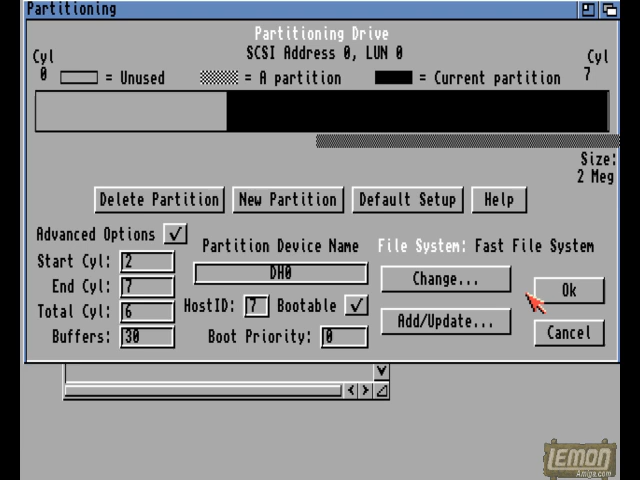 Partitioning
Partitioning Drive
SCSI Address 0, LUN 0
Cyl
0
Cyl
7
= Unused
= A partition
= Current partition
Size:
2 Meg
Delete Partition
New Partition
Default Setup
Help
Advanced Options
Start Cyl: 2
End Cyl: 7
Total Cyl: 6
Buffers: 30
Partition Device Name
DH0
HostID: 7 Bootable
Boot Priority: 0
File System: Fast File System
Change...
Add/Update...
Ok
Cancel
LEMON
Amiga.com